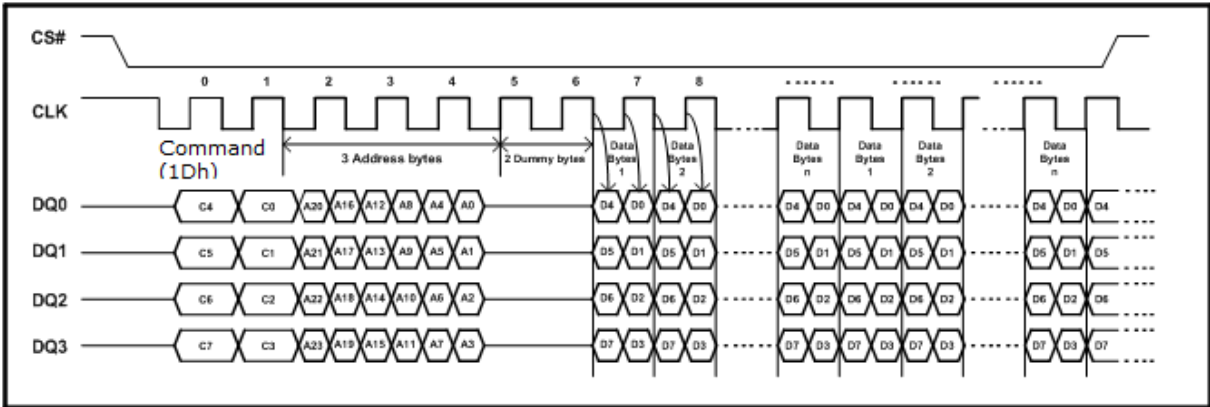 CS#
0 1 2 3 4 5 6 7 8
CLK
Command
(1Dh)
3 Address bytes
2 Dummy bytes
Data Bytes 1
Data Bytes 2
Data Bytes n
Data Bytes 1
Data Bytes 2
Data Bytes n
DQ0 C4 C0 A20 A16 A12 A8 A4 A0 D4 D0 D4 D0 D4 D0 D4 D0 D4 D0 D4 D0 D4
DQ1 C5 C1 A21 A17 A13 A9 A5 A1 D5 D1 D5 D1 D5 D1 D5 D1 D5 D1 D5 D1 D5
DQ2 C6 C2 A22 A18 A14 A10 A6 A2 D6 D2 D6 D2 D6 D2 D6 D2 D6 D2 D6 D2 D6
DQ3 C7 C3 A23 A19 A15 A11 A7 A3 D7 D3 D7 D3 D7 D3 D7 D3 D7 D3 D7 D3 D7